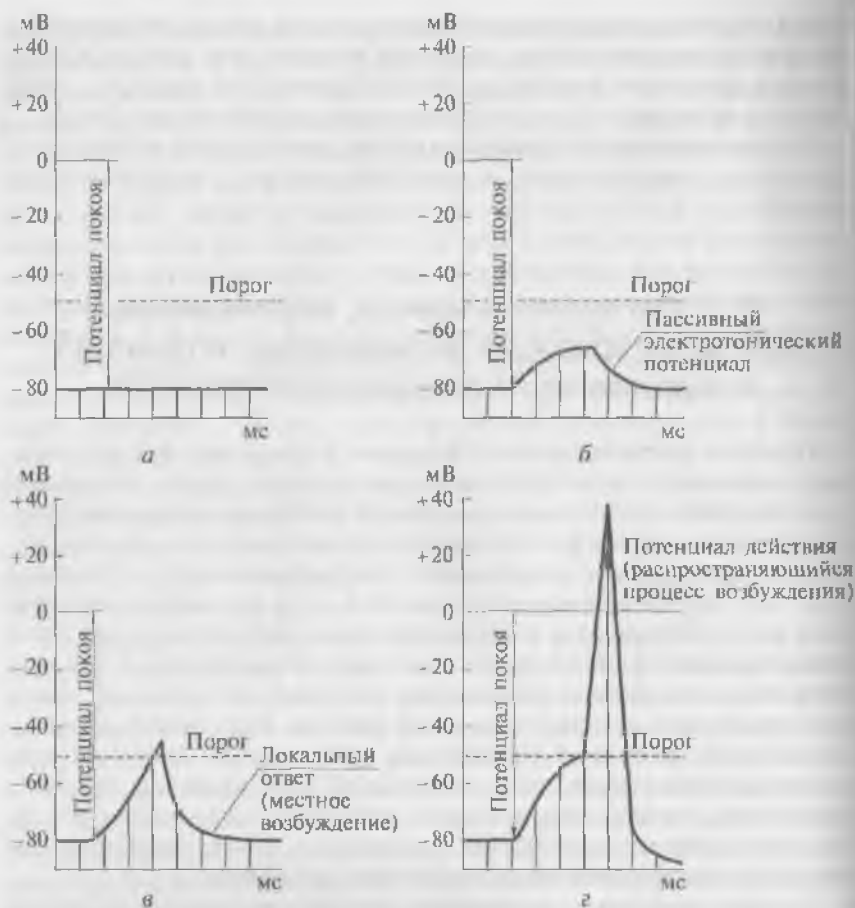 мВ
+40
+20
0
−20
−40
−60
−80
Потенциал покоя
Порог
мс
а
мВ
+40
+20
0
−20
−40
−60
−80
Потенциал покоя
Порог
Пассивный
электротонический
потенциал
мс
б
мВ
+40
+20
0
−20
−40
−60
−80
Потенциал покоя
Порог
Локальный
ответ
(местное
возбуждение)
мс
в
мВ
+40
+20
0
−20
−40
−60
−80
Потенциал покоя
Потенциал действия
(распространяющийся
процесс возбуждения)
Порог
мс
г